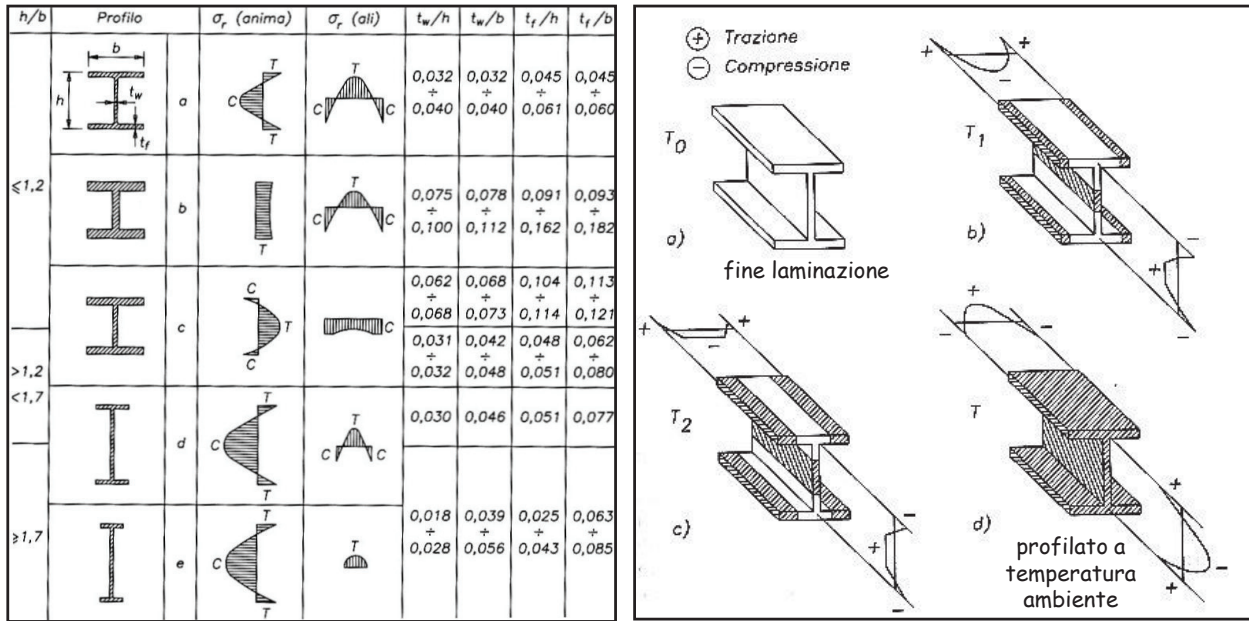 h/b Profilo σr (anima) σr (ali) tw/h tw/b tf/h tf/b
b
h
tw
tf
a
T
C
T
T
C C
0,032 0,032 0,045 0,045
÷ ÷ ÷ ÷
0,040 0,040 0,061 0,060
⩽1,2
b
T
T
C C
0,075 0,078 0,091 0,093
÷ ÷ ÷ ÷
0,100 0,112 0,162 0,182
c
C
T
C
C
0,062 0,068 0,104 0,113
÷ ÷ ÷ ÷
0,068 0,073 0,114 0,121
>1,2
0,031 0,042 0,048 0,062
÷ ÷ ÷ ÷
0,032 0,048 0,051 0,080
<1,7
d
T
C
T
T
C C
0,030 0,046 0,051 0,077
⩾1,7
e
T
C
T
T
0,018 0,039 0,025 0,063
÷ ÷ ÷ ÷
0,028 0,056 0,043 0,085
+ Trazione
− Compressione
T0
a)
fine laminazione
+ +
−
T1
b)
−
+
−
+ +
−
T2
c)
−
+
−
+
− −
T
d)
+
−
+
profilato a
temperatura
ambiente